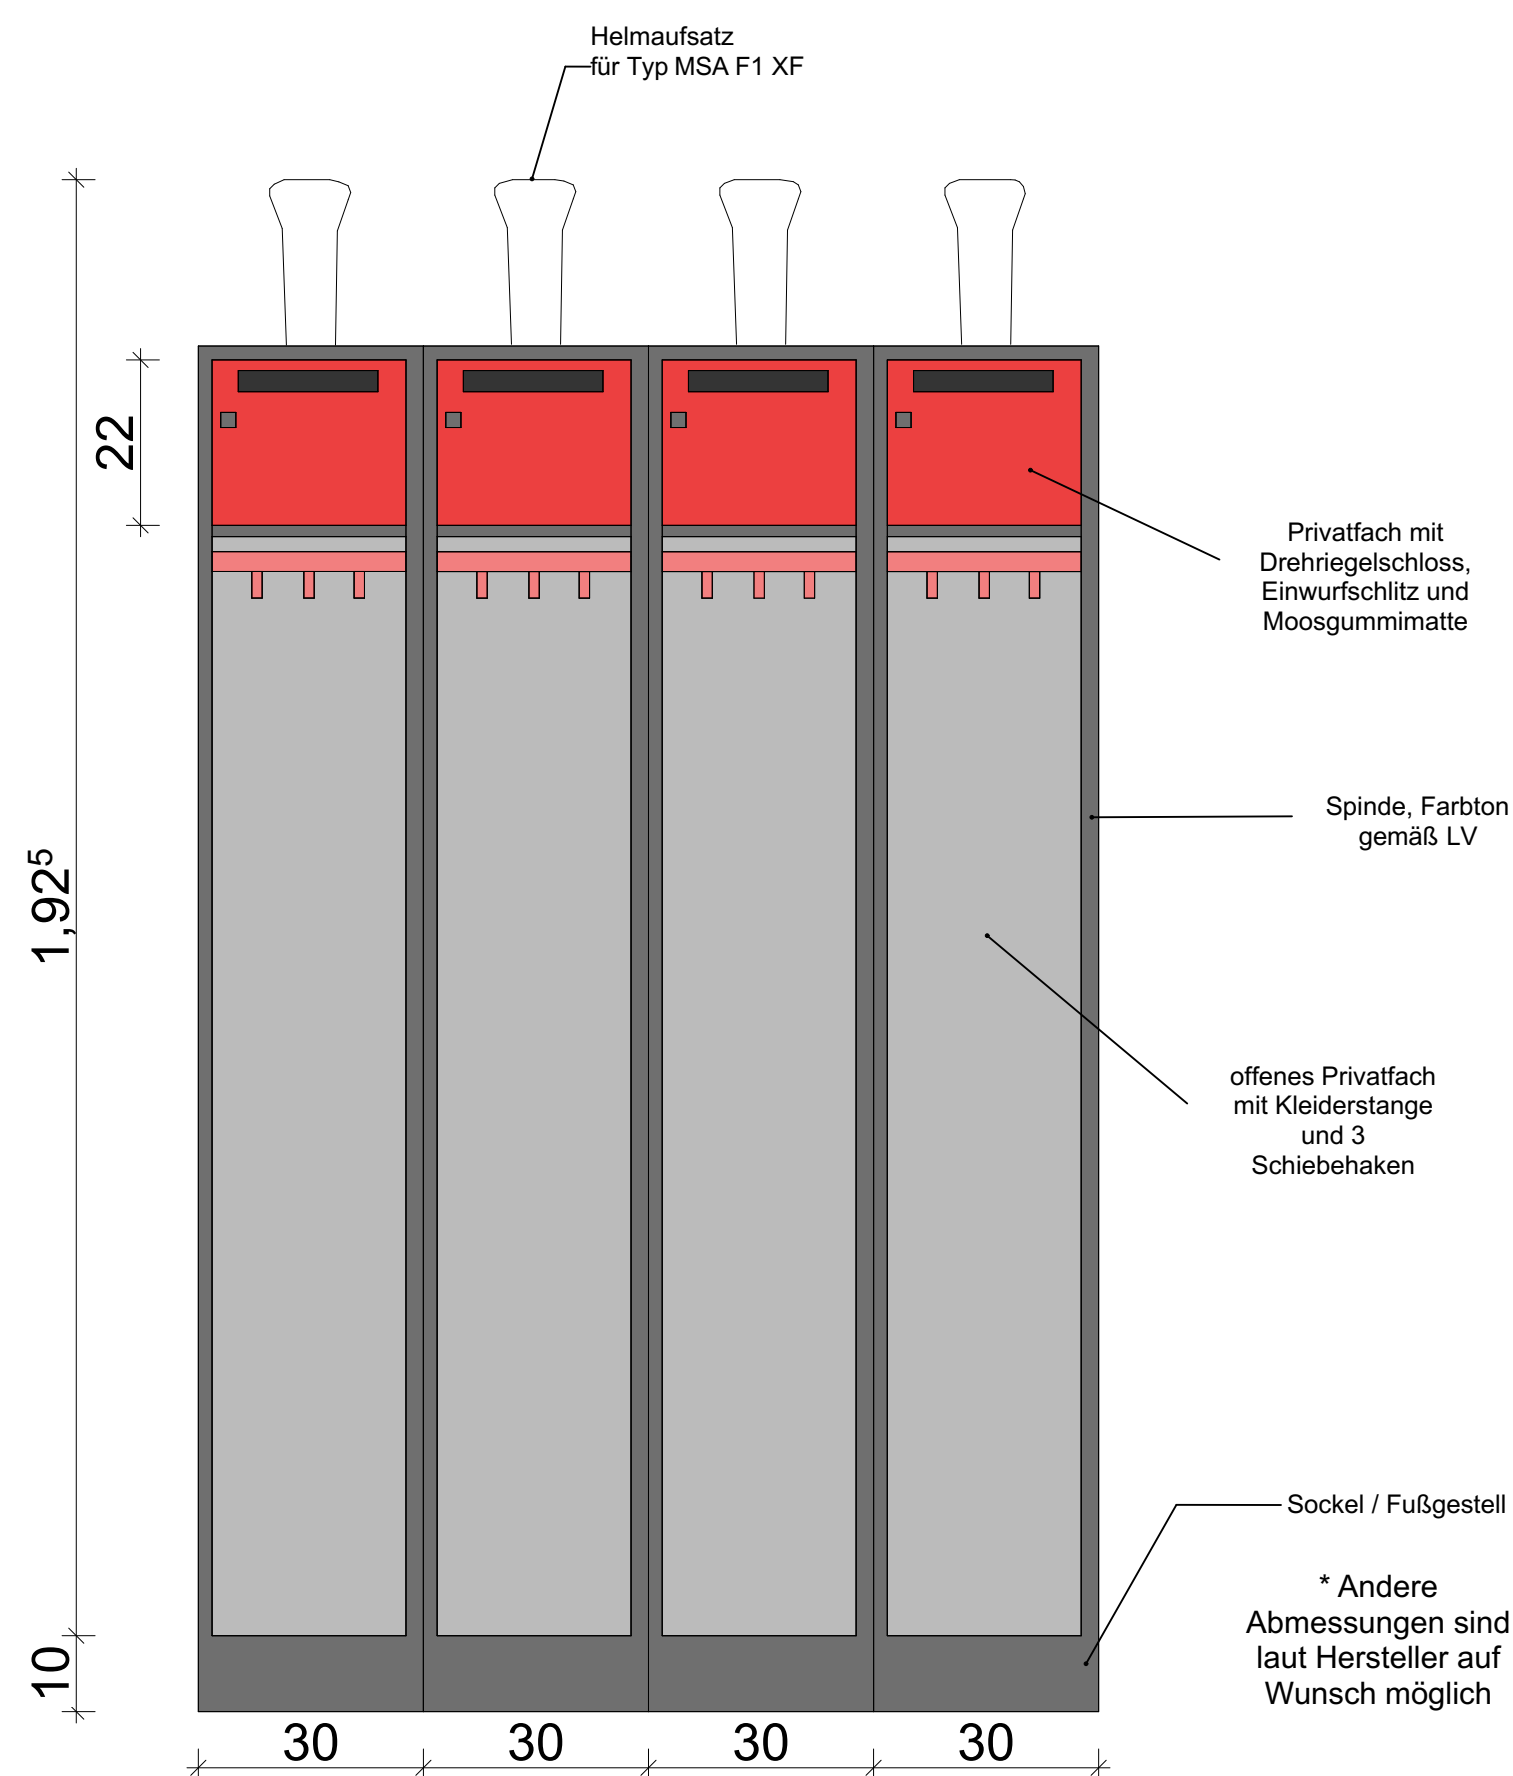 Helmaufsatz
für Typ MSA F1 XF
22
Privatfach mit
Drehriegelschloss,
Einwurfschlitz und
Moosgummimatte
Spinde, Farbton
gemäß LV
1,92⁵
offenes Privatfach
mit Kleiderstange
und 3
Schiebehaken
Sockel / Fußgestell
* Andere
Abmessungen sind
laut Hersteller auf
Wunsch möglich
10
30 30 30 30